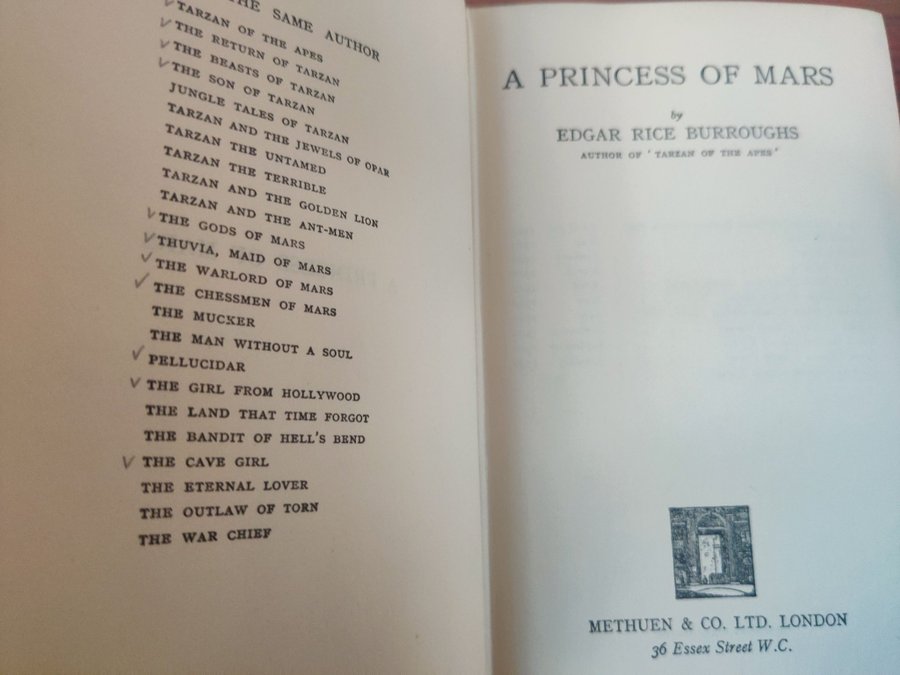 THE SAME AUTHOR
TARZAN OF THE APES
THE RETURN OF TARZAN
THE BEASTS OF TARZAN
THE SON OF TARZAN
JUNGLE TALES OF TARZAN
TARZAN AND THE JEWELS OF OPAR
TARZAN THE UNTAMED
TARZAN THE TERRIBLE
TARZAN AND THE GOLDEN LION
TARZAN AND THE ANT-MEN
THE GODS OF MARS
THUVIA, MAID OF MARS
THE WARLORD OF MARS
THE CHESSMEN OF MARS
THE MUCKER
THE MAN WITHOUT A SOUL
PELLUCIDAR
THE GIRL FROM HOLLYWOOD
THE LAND THAT TIME FORGOT
THE BANDIT OF HELL'S BEND
THE CAVE GIRL
THE ETERNAL LOVER
THE OUTLAW OF TORN
THE WAR CHIEF
A PRINCESS OF MARS
by
EDGAR RICE BURROUGHS
AUTHOR OF 'TARZAN OF THE APES'
METHUEN & CO. LTD. LONDON
36 Essex Street W.C.